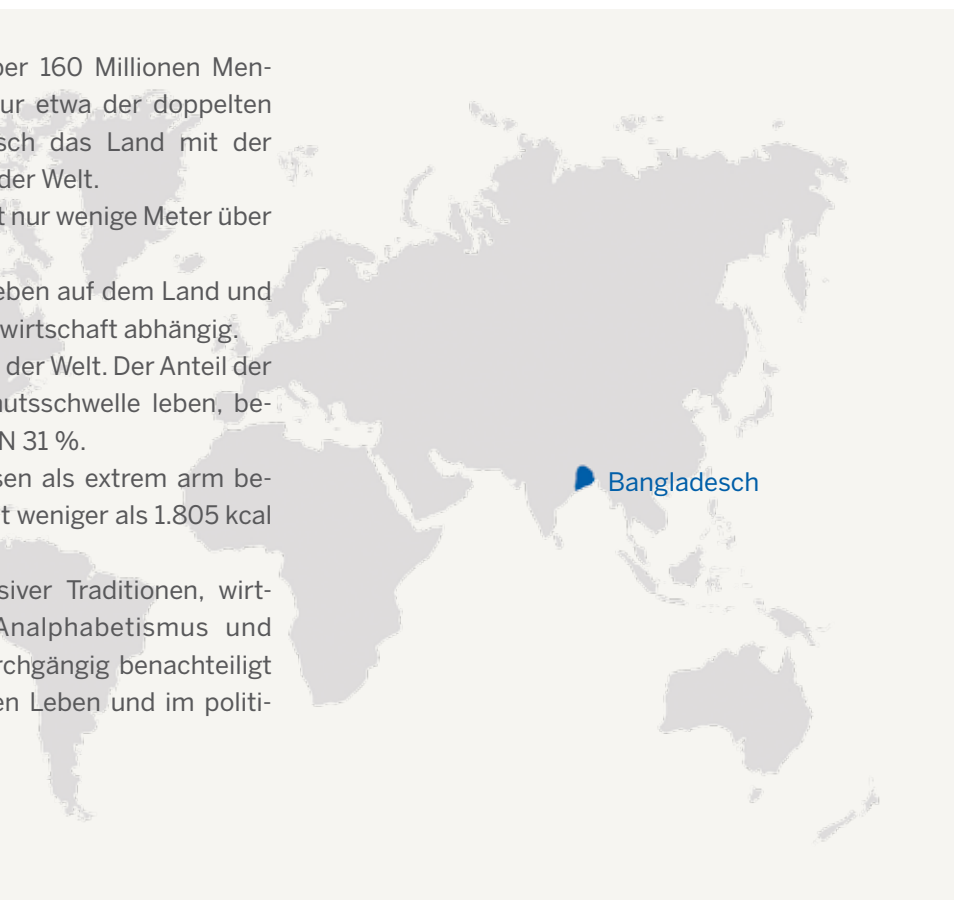 ber 160 Millionen Men-
ur etwa der doppelten
sch das Land mit der
der Welt.
t nur wenige Meter über
eben auf dem Land und
wirtschaft abhängig.
der Welt. Der Anteil der
nutsschwelle leben, be-
N 31 %.
sen als extrem arm be-
t weniger als 1.805 kcal
siver Traditionen, wirt-
Analphabetismus und
rchgängig benachteiligt
en Leben und im politi-
Bangladesch